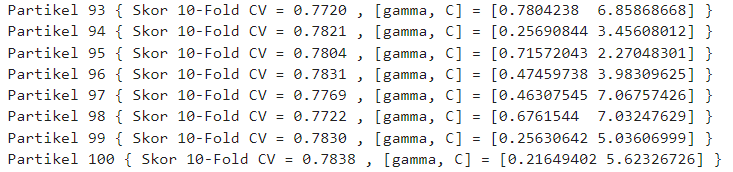 Partikel 93 { Skor 10-Fold CV = 0.7720 , [gamma, C] = [0.7804238  6.85868668] }
Partikel 94 { Skor 10-Fold CV = 0.7821 , [gamma, C] = [0.25690844 3.45608012] }
Partikel 95 { Skor 10-Fold CV = 0.7804 , [gamma, C] = [0.71572043 2.27048301] }
Partikel 96 { Skor 10-Fold CV = 0.7831 , [gamma, C] = [0.47459738 3.98309625] }
Partikel 97 { Skor 10-Fold CV = 0.7769 , [gamma, C] = [0.46307545 7.06757426] }
Partikel 98 { Skor 10-Fold CV = 0.7722 , [gamma, C] = [0.6761544  7.03247629] }
Partikel 99 { Skor 10-Fold CV = 0.7830 , [gamma, C] = [0.25630642 5.03606999] }
Partikel 100 { Skor 10-Fold CV = 0.7838 , [gamma, C] = [0.21649402 5.62326726] }